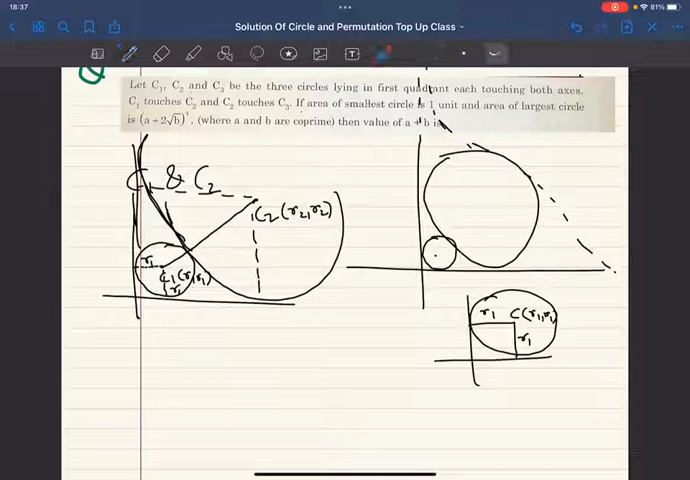 18:37
81%
Solution Of Circle and Permutation Top Up Class
Q
Let C₁, C₂ and C₃ be the three circles lying in first quadrant each touching both axes.
C₁ touches C₂ and C₂ touches C₃. If area of smallest circle is 1 unit and area of largest circle
is (a + 2√b)⁴, (where a and b are coprime) then value of a + b is
C₁ & C₂
C₂ (r₂, r₂)
r₁
C₁ (r₁, r₁)
r₁
r₁ C(r₁, r₁)
r₁